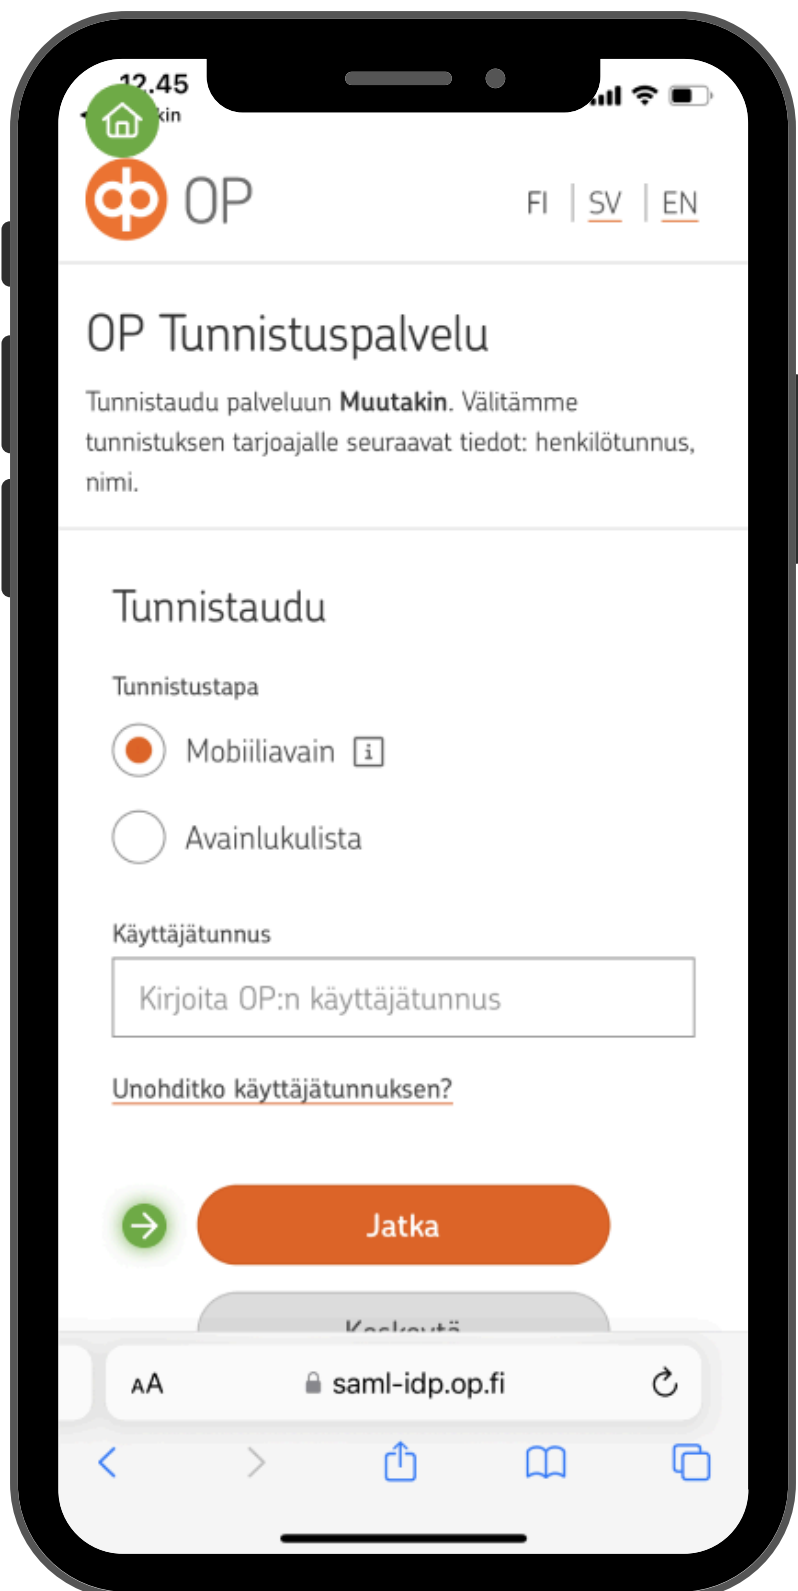 12.45
kin
OP
FI | SV | EN
OP Tunnistuspalvelu
Tunnistaudu palveluun Muutakin. Välitämme
tunnistuksen tarjoajalle seuraavat tiedot: henkilötunnus,
nimi.
Tunnistaudu
Tunnistustapa
Mobiiliavain i
Avainlukulista
Käyttäjätunnus
Kirjoita OP:n käyttäjätunnus
Unohditko käyttäjätunnuksen?
Jatka
Keskeytä
AA saml-idp.op.fi